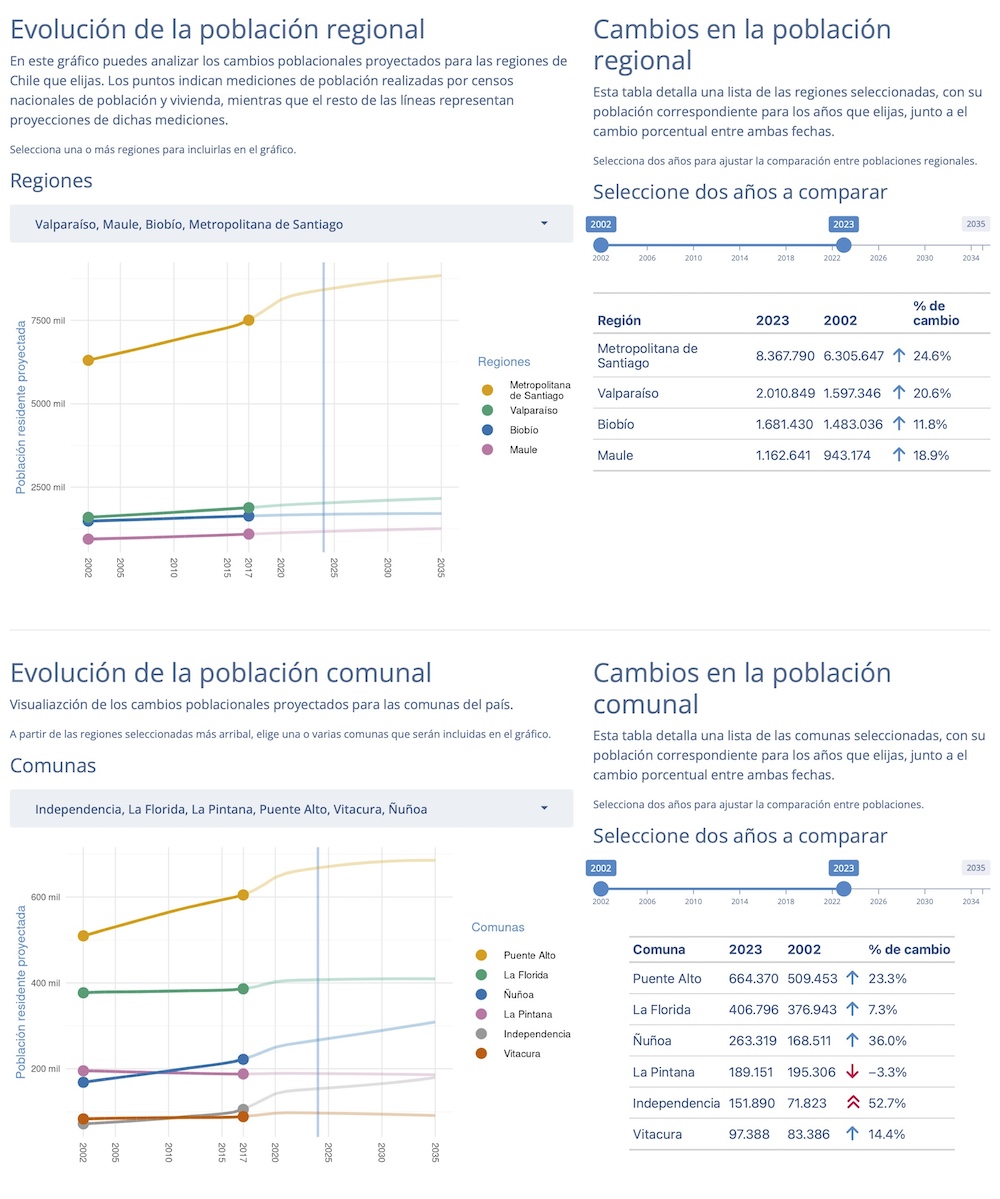 Evolución de la población regional
En este gráfico puedes analizar los cambios poblacionales proyectados para las regiones de
Chile que elijas. Los puntos indican mediciones de población realizadas por censos
nacionales de población y vivienda, mientras que el resto de las líneas representan
proyecciones de dichas mediciones.
Selecciona una o más regiones para incluirlas en el gráfico.
Regiones
Valparaíso, Maule, Biobío, Metropolitana de Santiago
Población residente proyectada
7500 mil
5000 mil
2500 mil
2002 2005 2010 2015 2017 2020 2025 2035
Regiones
Metropolitana
de Santiago
Valparaíso
Biobío
Maule
Cambios en la población
regional
Esta tabla detalla una lista de las regiones seleccionadas, con su
población correspondiente para los años que elijas, junto a el
cambio porcentual entre ambas fechas.
Selecciona dos años para ajustar la comparación entre poblaciones regionales.
Seleccione dos años a comparar
2002 2023 2035
2002 2006 2010 2014 2018 2022 2026 2030 2034
Región 2023 2002 % de
cambio
Metropolitana de
Santiago 8.367.790 6.305.647 ↑ 24.6%
Valparaíso 2.010.849 1.597.346 ↑ 20.6%
Biobío 1.681.430 1.483.036 ↑ 11.8%
Maule 1.162.641 943.174 ↑ 18.9%
Evolución de la población comunal
Visualiazción de los cambios poblacionales proyectados para las comunas del país.
A partir de las regiones seleccionadas más arribal, elige una o varias comunas que serán incluidas en el gráfico.
Comunas
Independencia, La Florida, La Pintana, Puente Alto, Vitacura, Ñuñoa
Población residente proyectada
600 mil
400 mil
200 mil
2002 2005 2010 2015 2017 2020 2025 2030 2035
Comunas
Puente Alto
La Florida
Ñuñoa
La Pintana
Independencia
Vitacura
Cambios en la población
comunal
Esta tabla detalla una lista de las comunas seleccionadas, con su
población correspondiente para los años que elijas, junto a el
cambio porcentual entre ambas fechas.
Selecciona dos años para ajustar la comparación entre poblaciones.
Seleccione dos años a comparar
2002 2023 2035
2002 2006 2010 2014 2018 2022 2026 2030 2034
Comuna 2023 2002 % de cambio
Puente Alto 664.370 509.453 ↑ 23.3%
La Florida 406.796 376.943 ↑ 7.3%
Ñuñoa 263.319 168.511 ↑ 36.0%
La Pintana 189.151 195.306 ↓ −3.3%
Independencia 151.890 71.823 52.7%
Vitacura 97.388 83.386 ↑ 14.4%